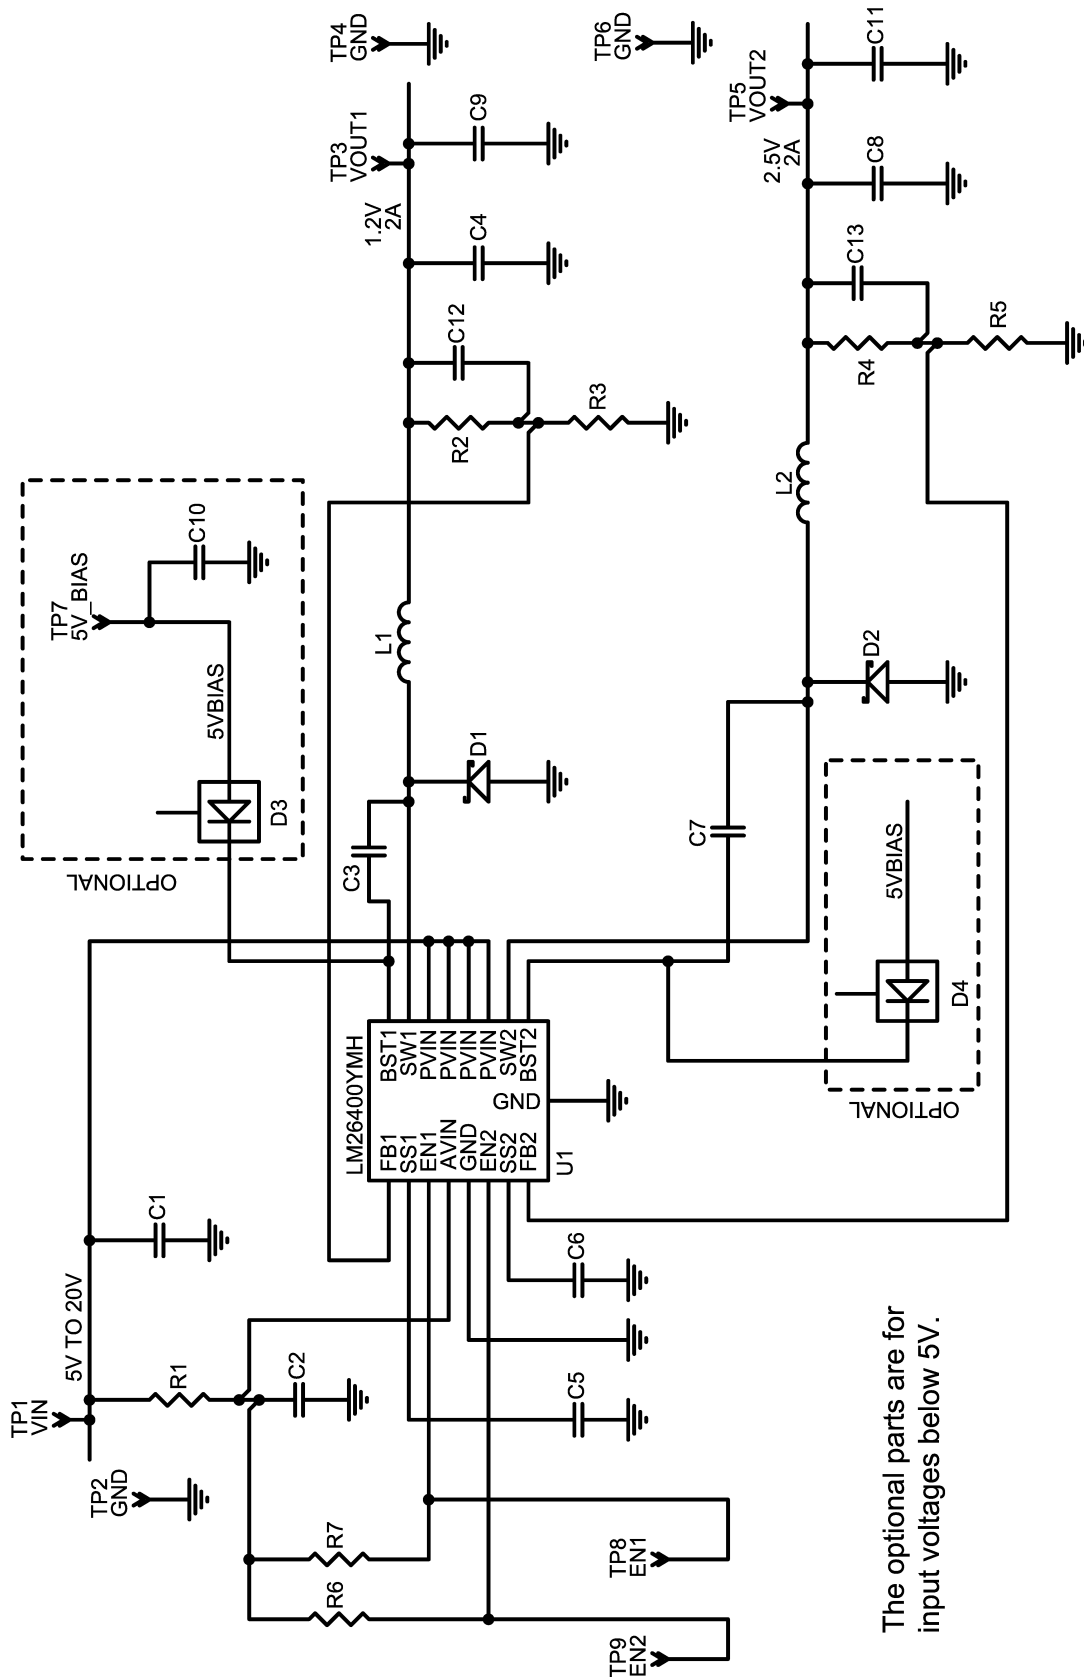 TP1
VIN
5V TO 20V
TP2
GND
R1
C1
C2
R7
R6
TP9
EN2
TP8
EN1
C5
C6
LM26400YMH
FB1
SS1
EN1
AVIN
GND
EN2
SS2
FB2
BST1
SW1
PVIN
PVIN
PVIN
PVIN
SW2
BST2
GND
U1
OPTIONAL
D3
5VBIAS
TP7
5V_BIAS
C10
C3
D1
L1
R2
R3
C12
C4
1.2V
2A
TP3
VOUT1
C9
TP4
GND
TP6
GND
C7
D2
L2
R4
R5
C13
C8
2.5V
2A
TP5
VOUT2
C11
OPTIONAL
D4
5VBIAS
The optional parts are for
input voltages below 5V.